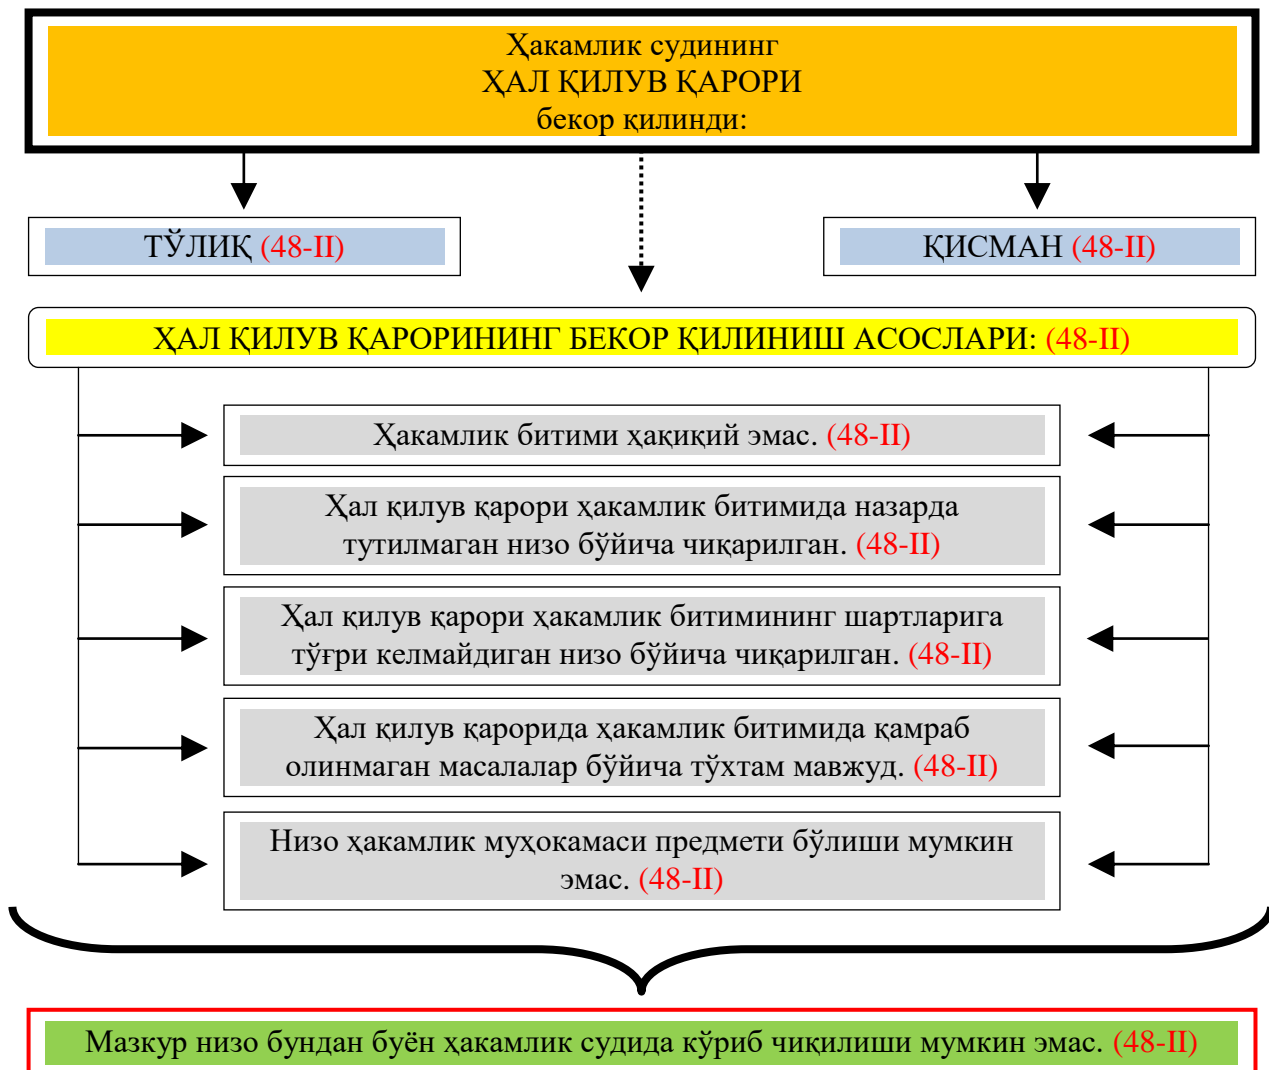 Ҳакамлик судининг
ҲАЛ ҚИЛУВ ҚАРОРИ
бекор қилинди:
ТЎЛИҚ (48-II)
ҚИСМАН (48-II)
ҲАЛ ҚИЛУВ ҚАРОРИНИНГ БЕКОР ҚИЛИНИШ АСОСЛАРИ: (48-II)
Ҳакамлик битими ҳақиқий эмас. (48-II)
Ҳал қилув қарори ҳакамлик битимида назарда
тутилмаган низо бўйича чиқарилган. (48-II)
Ҳал қилув қарори ҳакамлик битимининг шартларига
тўғри келмайдиган низо бўйича чиқарилган. (48-II)
Ҳал қилув қарорида ҳакамлик битимида қамраб
олинмаган масалалар бўйича тўхтам мавжуд. (48-II)
Низо ҳакамлик муҳокамаси предмети бўлиши мумкин
эмас. (48-II)
Мазкур низо бундан буён ҳакамлик судида кўриб чиқилиши мумкин эмас. (48-II)